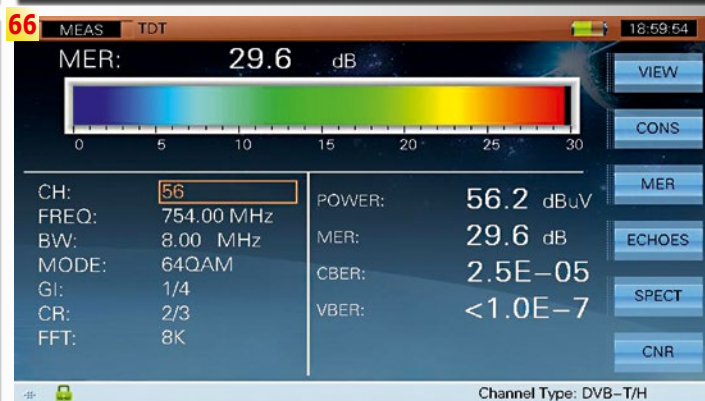 66
MEAS TDT 18:59:54
MER: 29.6 dB
0 5 10 15 20 25 30
CH: 56
FREQ: 754.00 MHz
BW: 8.00 MHz
MODE: 64QAM
GI: 1/4
CR: 2/3
FFT: 8K
POWER: 56.2 dBuV
MER: 29.6 dB
CBER: 2.5E-05
VBER: <1.0E-7
VIEW
CONS
MER
ECHOES
SPECT
CNR
Channel Type: DVB-T/H